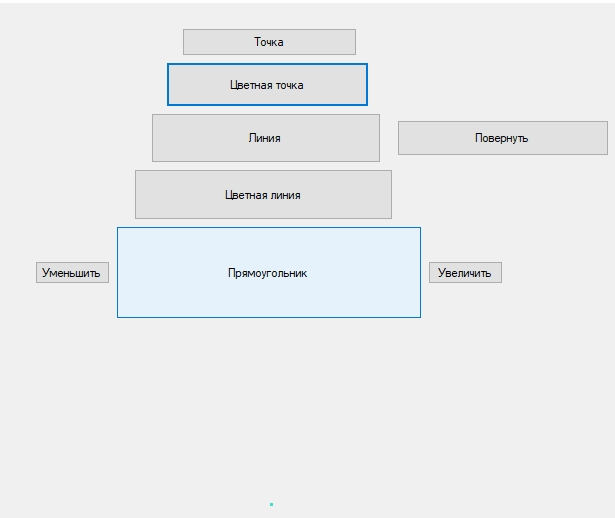 Точка
Цветная точка
Линия
Повернуть
Цветная линия
Уменьшить
Прямоугольник
Увеличить